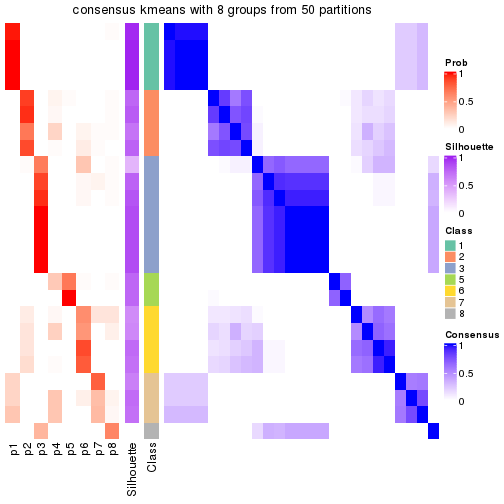 consensus kmeans with 8 groups from 50 partitions
Prob
1
0.5
0
Silhouette
1
0.5
0
Class
1
2
3
5
6
7
8
Consensus
1
0.5
0
p1
p2
p3
p4
p5
p6
p7
p8
Silhouette
Class